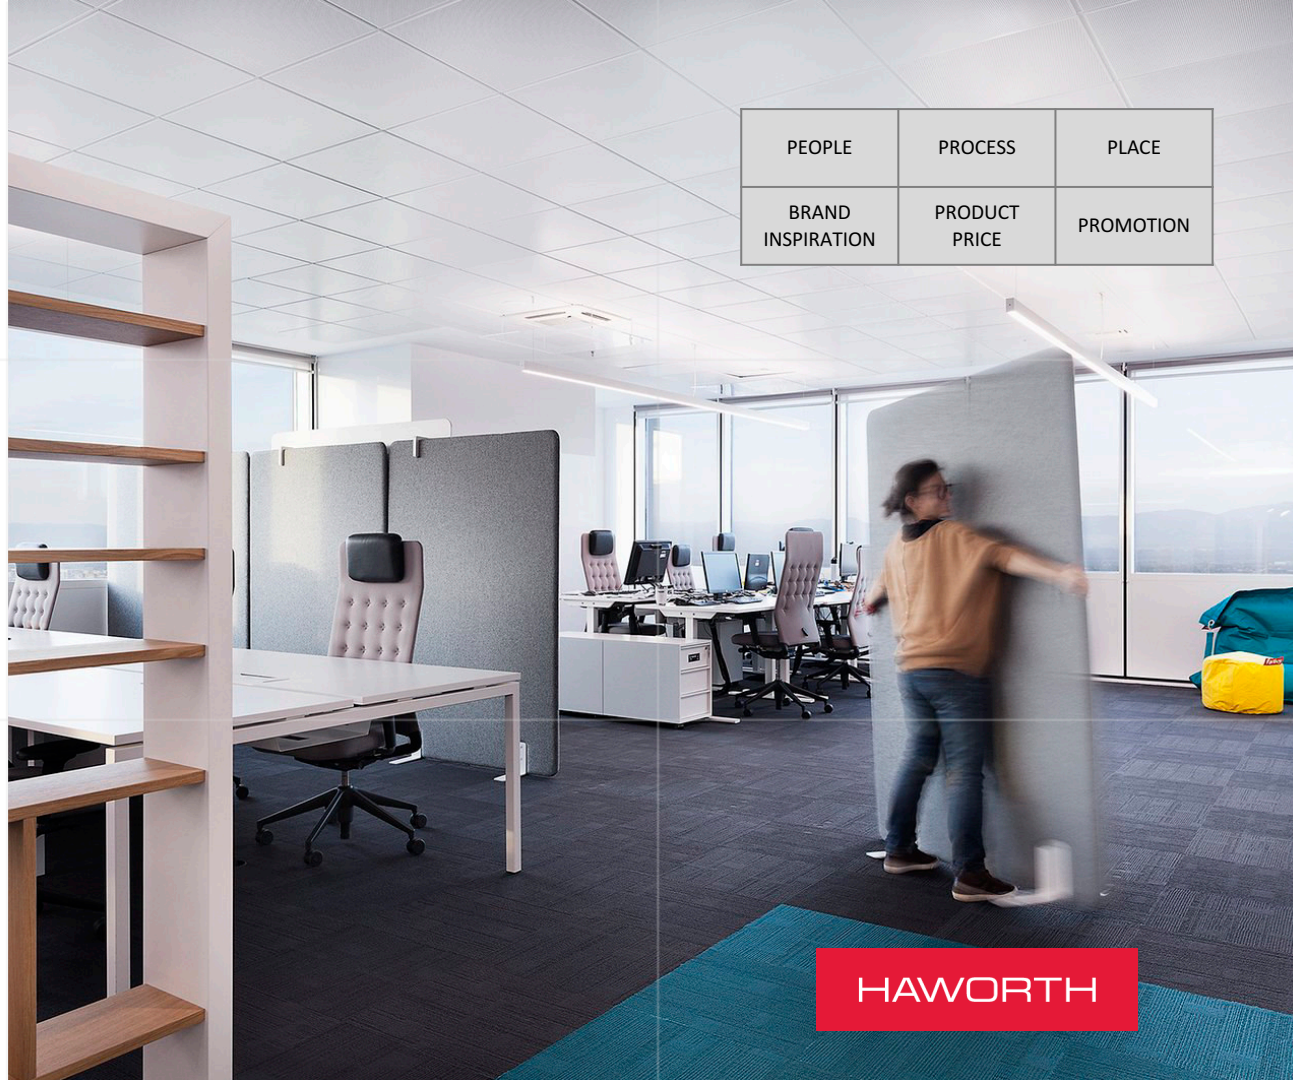 PEOPLE
PROCESS
PLACE
BRAND
INSPIRATION
PRODUCT
PRICE
PROMOTION
HAWORTH